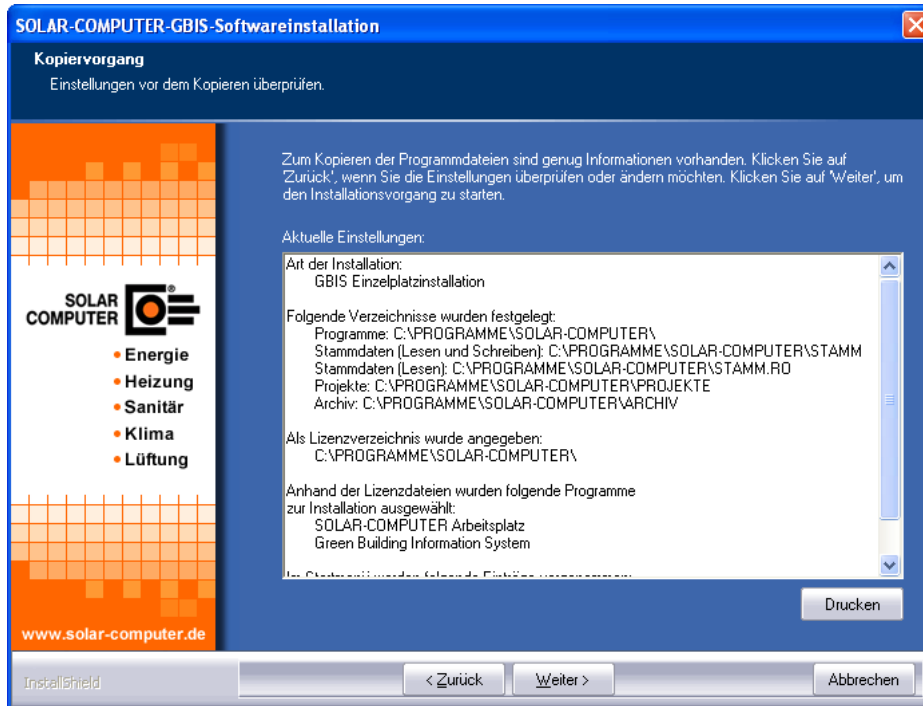 SOLAR-COMPUTER-GBIS-Softwareinstallation
Kopiervorgang
Einstellungen vor dem Kopieren überprüfen.
Zum Kopieren der Programmdateien sind genug Informationen vorhanden. Klicken Sie auf
'Zurück', wenn Sie die Einstellungen überprüfen oder ändern möchten. Klicken Sie auf 'Weiter', um
den Installationsvorgang zu starten.
Aktuelle Einstellungen:
Art der Installation:
GBIS Einzelplatzinstallation
Folgende Verzeichnisse wurden festgelegt:
Programme: C:\PROGRAMME\SOLAR-COMPUTER\
Stammdaten (Lesen und Schreiben): C:\PROGRAMME\SOLAR-COMPUTER\STAMM
Stammdaten (Lesen): C:\PROGRAMME\SOLAR-COMPUTER\STAMM.RO
Projekte: C:\PROGRAMME\SOLAR-COMPUTER\PROJEKTE
Archiv: C:\PROGRAMME\SOLAR-COMPUTER\ARCHIV
Als Lizenzverzeichnis wurde angegeben:
C:\PROGRAMME\SOLAR-COMPUTER\
Anhand der Lizenzdateien wurden folgende Programme
zur Installation ausgewählt:
SOLAR-COMPUTER Arbeitsplatz
Green Building Information System
Im Startmenü werden folgende Einträge vorgenommen:
SOLAR
COMPUTER
®
• Energie
• Heizung
• Sanitär
• Klima
• Lüftung
www.solar-computer.de
Drucken
InstallShield
< Zurück
Weiter >
Abbrechen